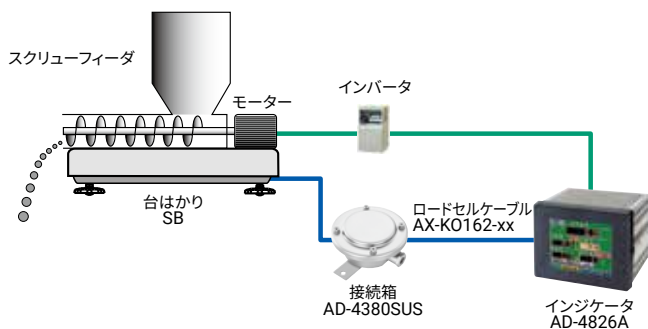 スクリューフィーダ
モーター
インバータ
台はかり
SB
ロードセルケーブル
AX-KO162-xx
接続箱
AD-4380SUS
インジケータ
AD-4826A